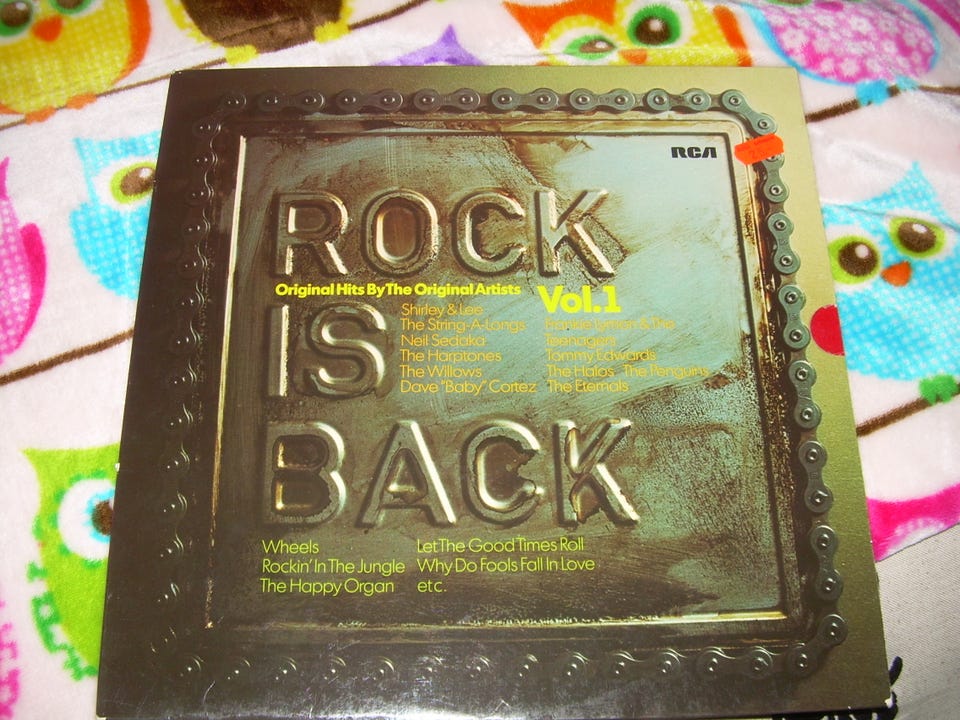 RCA
ROCK
Original Hits By The Original Artists
Vol.1
IS
Shirley & Lee
The String-A-Longs
Neil Sedaka
The Harptones
The Willows
Dave "Baby" Cortez
Frankie Lymon & The
Teenagers
Tommy Edwards
The Halos The Penguins
The Eternals
BACK
Wheels
Rockin' In The Jungle
The Happy Organ
Let The Good Times Roll
Why Do Fools Fall In Love
etc.